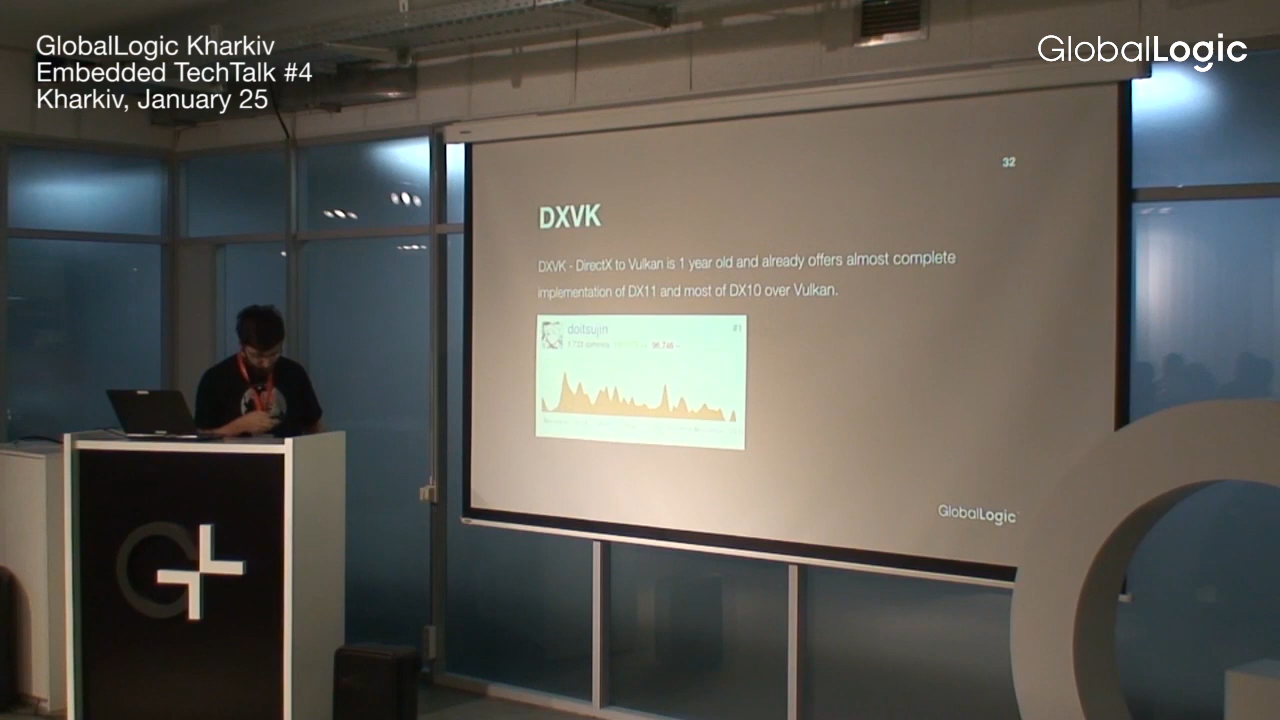 GlobalLogic Kharkiv
Embedded TechTalk #4
Kharkiv, January 25
GlobalLogic
32
DXVK
DXVK - DirectX to Vulkan is 1 year old and already offers almost complete
implementation of DX11 and most of DX10 over Vulkan.
doitsujin
#1
GlobalLogic